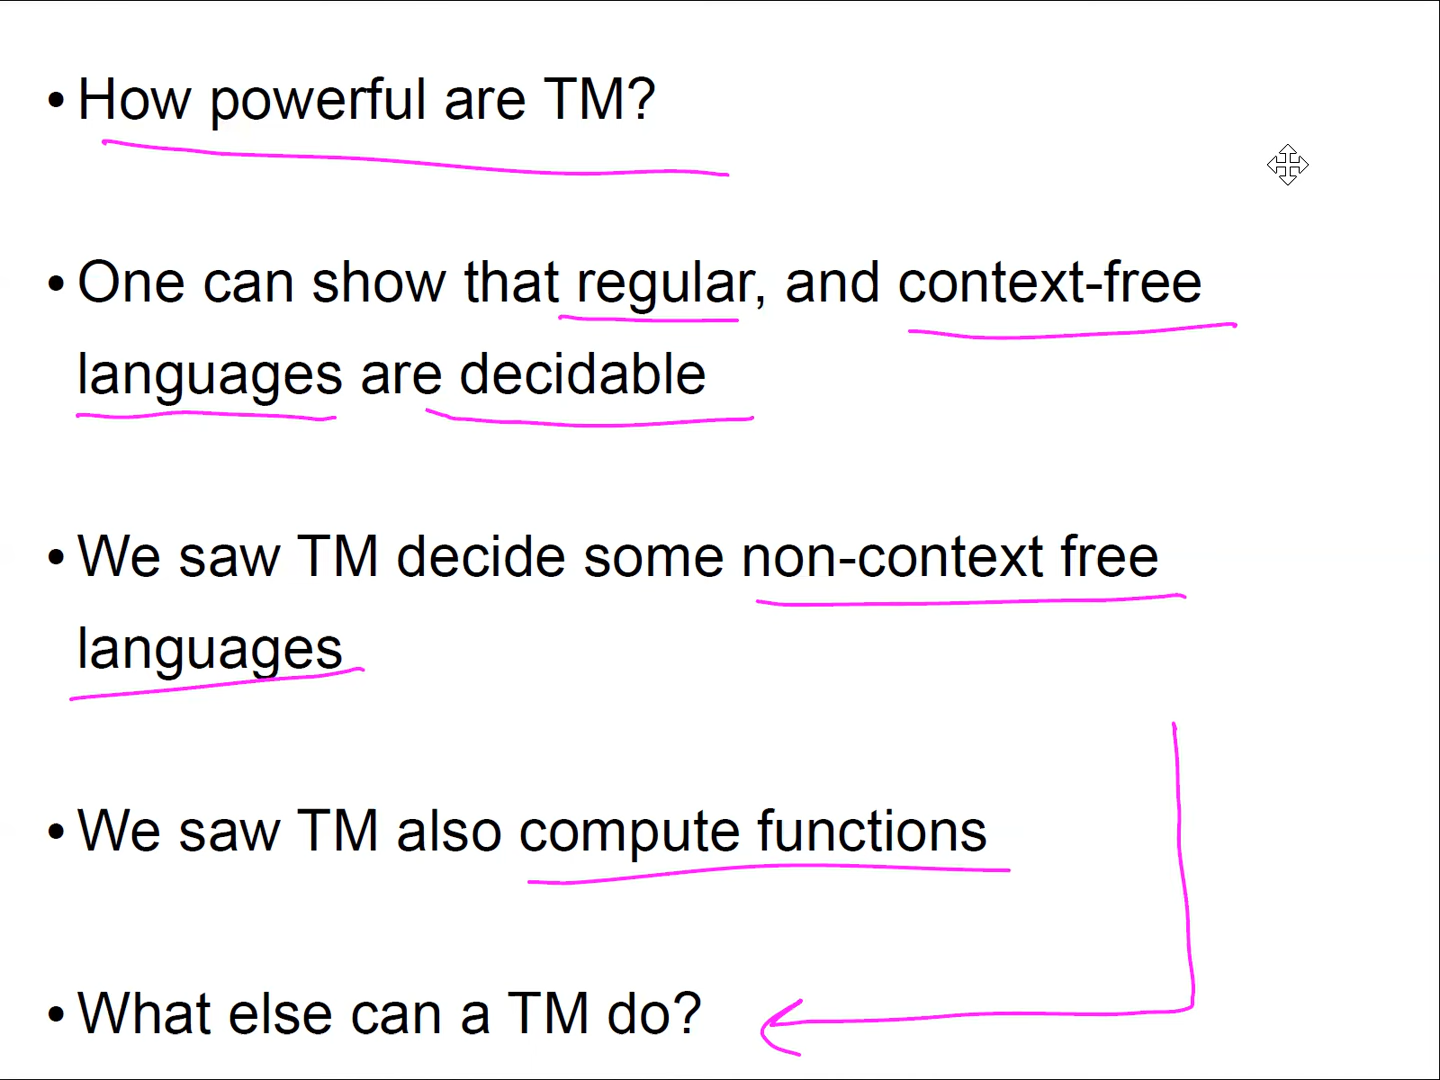 • How powerful are TM?
• One can show that regular, and context-free
languages are decidable
• We saw TM decide some non-context free
languages
• We saw TM also compute functions
• What else can a TM do?